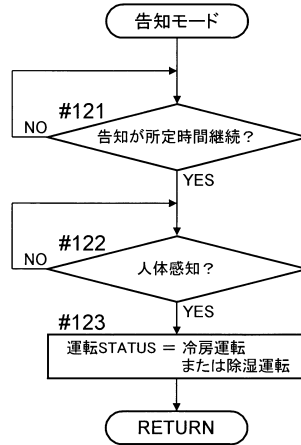 告知モード
#121
告知が所定時間継続？
NO
YES
#122
人体感知？
NO
YES
#123
運転STATUS ＝ 冷房運転
または除湿運転
RETURN